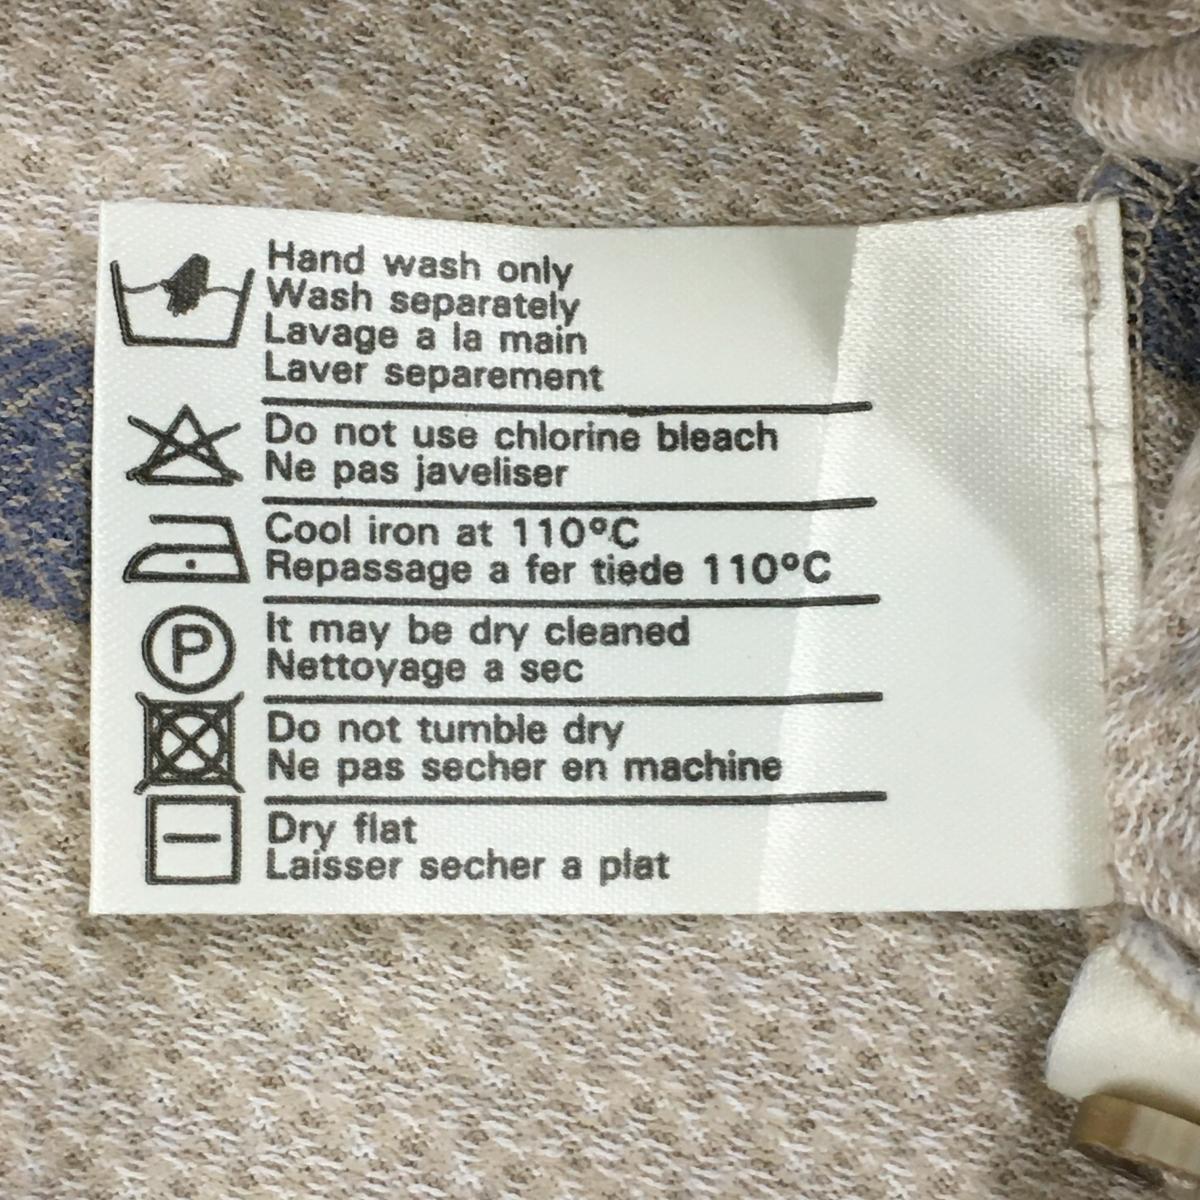 Hand wash only
Wash separately
Lavage a la main
Laver separement
Do not use chlorine bleach
Ne pas javeliser
Cool iron at 110°C
Repassage a fer tiede 110°C
P
It may be dry cleaned
Nettoyage a sec
Do not tumble dry
Ne pas secher en machine
Dry flat
Laisser secher a plat